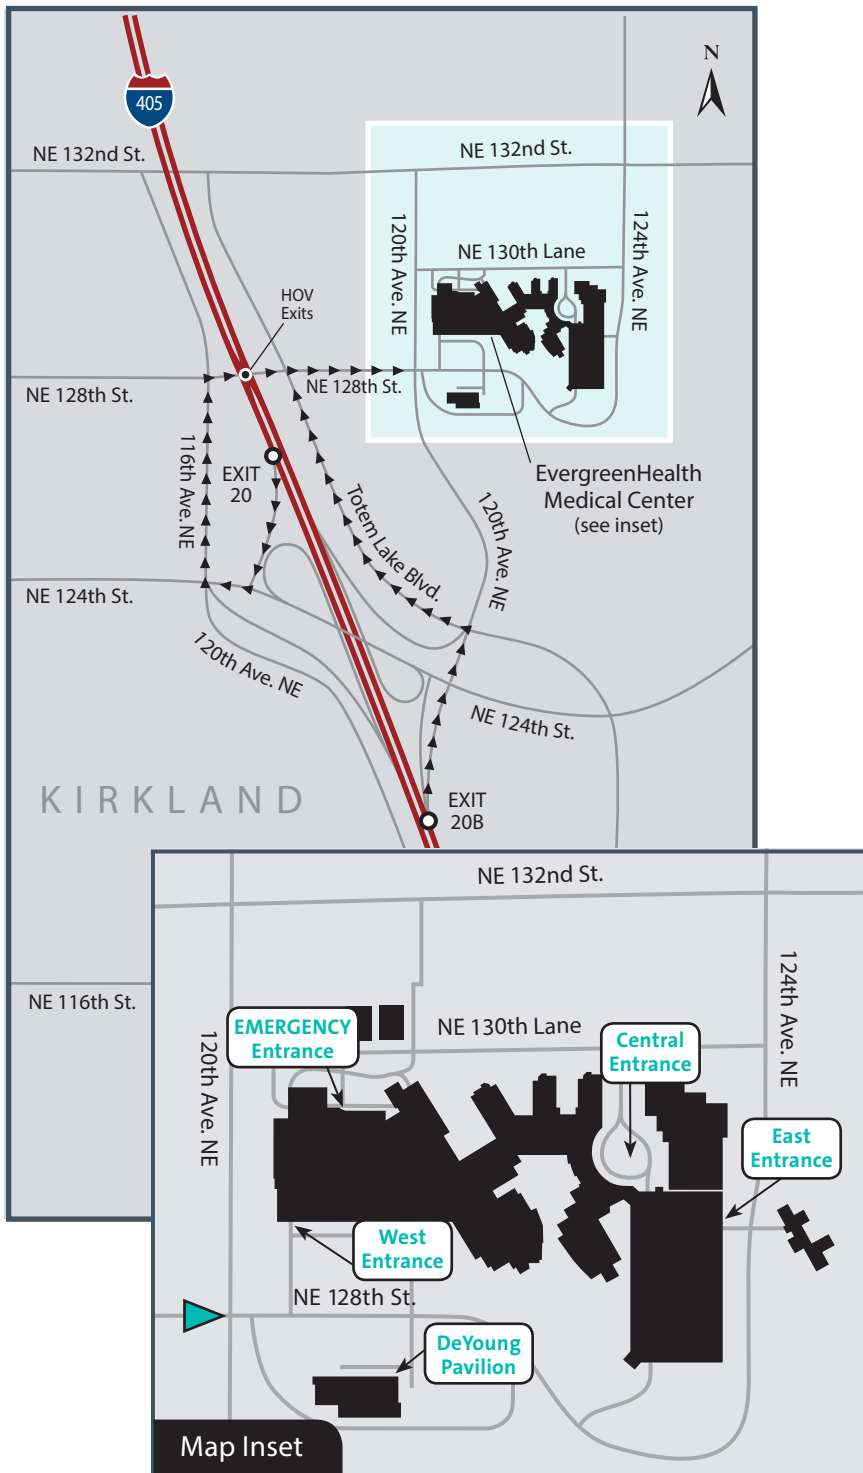 N
405
NE 132nd St.
NE 132nd St.
120th Ave. NE
124th Ave. NE
NE 130th Lane
HOV
Exits
NE 128th St.
NE 128th St.
116th Ave. NE
EXIT
20
Totem Lake Blvd.
120th Ave. NE
EvergreenHealth
Medical Center
(see inset)
NE 124th St.
120th Ave. NE
NE 124th St.
KIRKLAND
EXIT
20B
NE 116th St.
NE 132nd St.
120th Ave. NE
124th Ave. NE
EMERGENCY
Entrance
NE 130th Lane
Central
Entrance
East
Entrance
West
Entrance
NE 128th St.
DeYoung
Pavilion
Map Inset